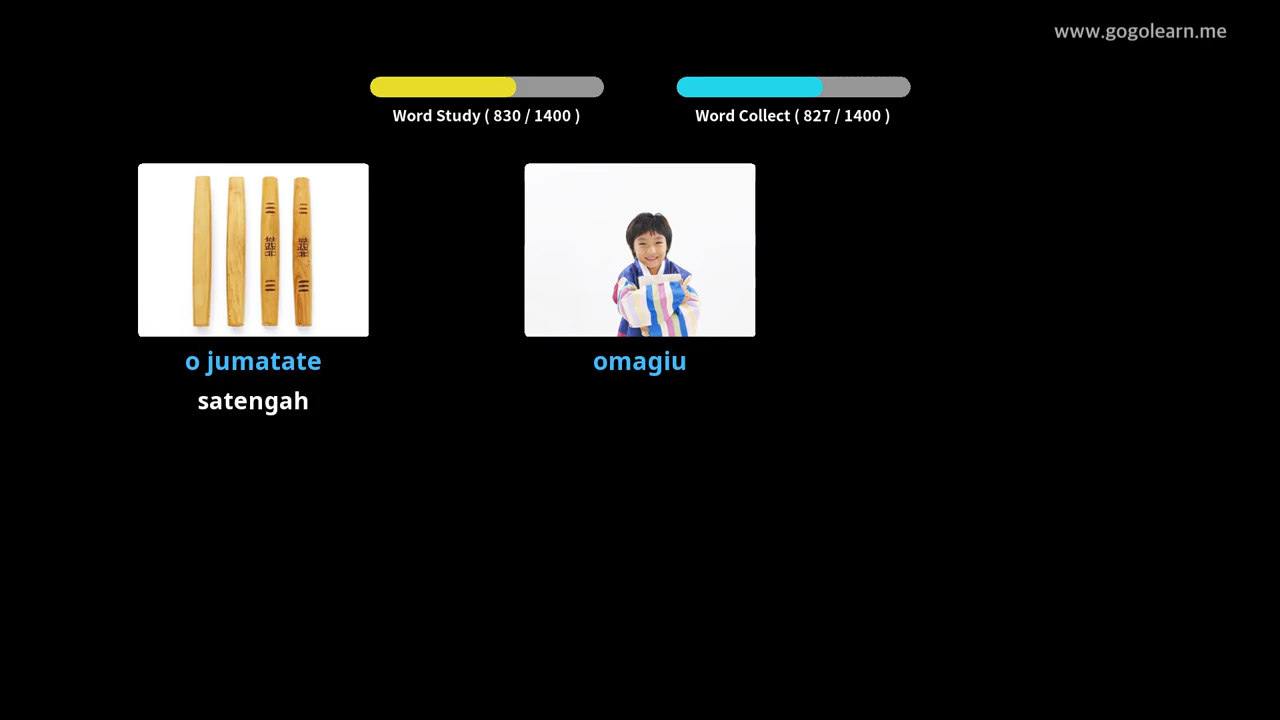 www.gogolearn.me
Word Study ( 830 / 1400 )
Word Collect ( 827 / 1400 )
o jumatate
satengah
omagiu